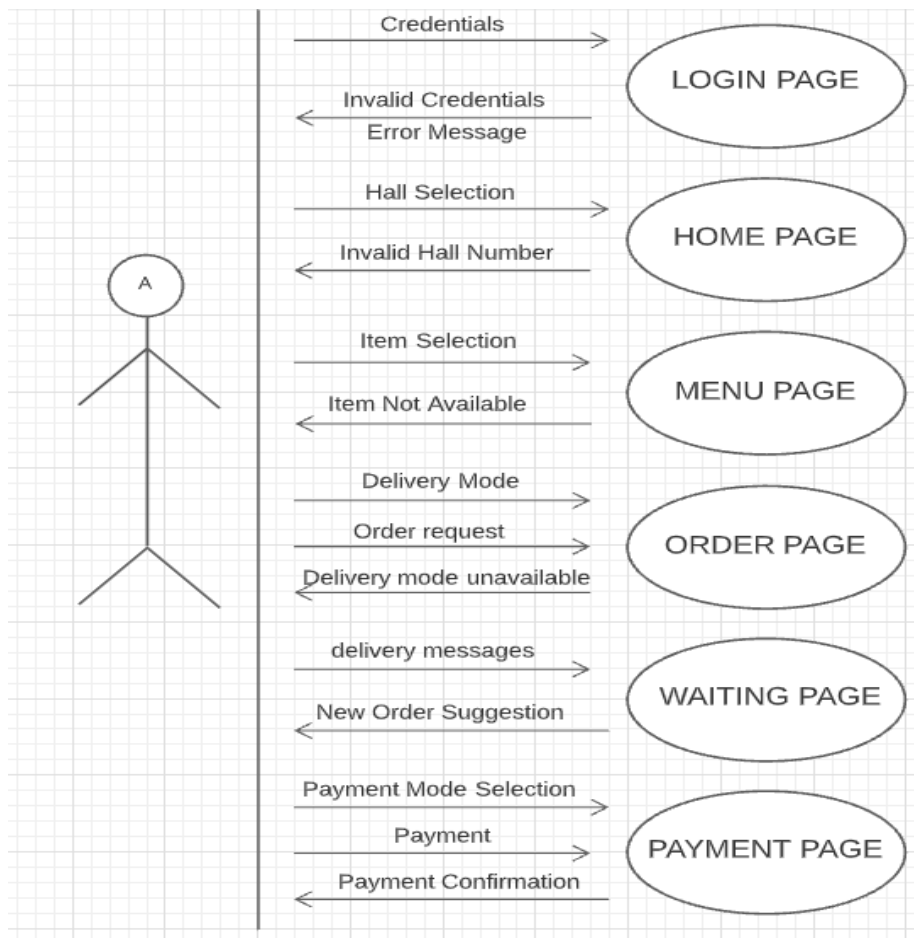 Credentials
LOGIN PAGE
Invalid Credentials
Error Message
Hall Selection
HOME PAGE
Invalid Hall Number
A
Item Selection
MENU PAGE
Item Not Available
Delivery Mode
Order request
ORDER PAGE
Delivery mode unavailable
delivery messages
WAITING PAGE
New Order Suggestion
Payment Mode Selection
Payment
PAYMENT PAGE
Payment Confirmation